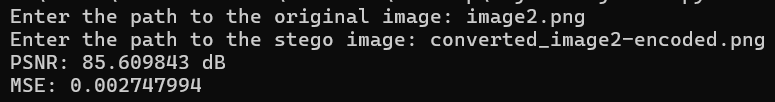 Enter the path to the original image: image2.png
Enter the path to the stego image: converted_image2-encoded.png
PSNR: 85.609843 dB
MSE: 0.002747994